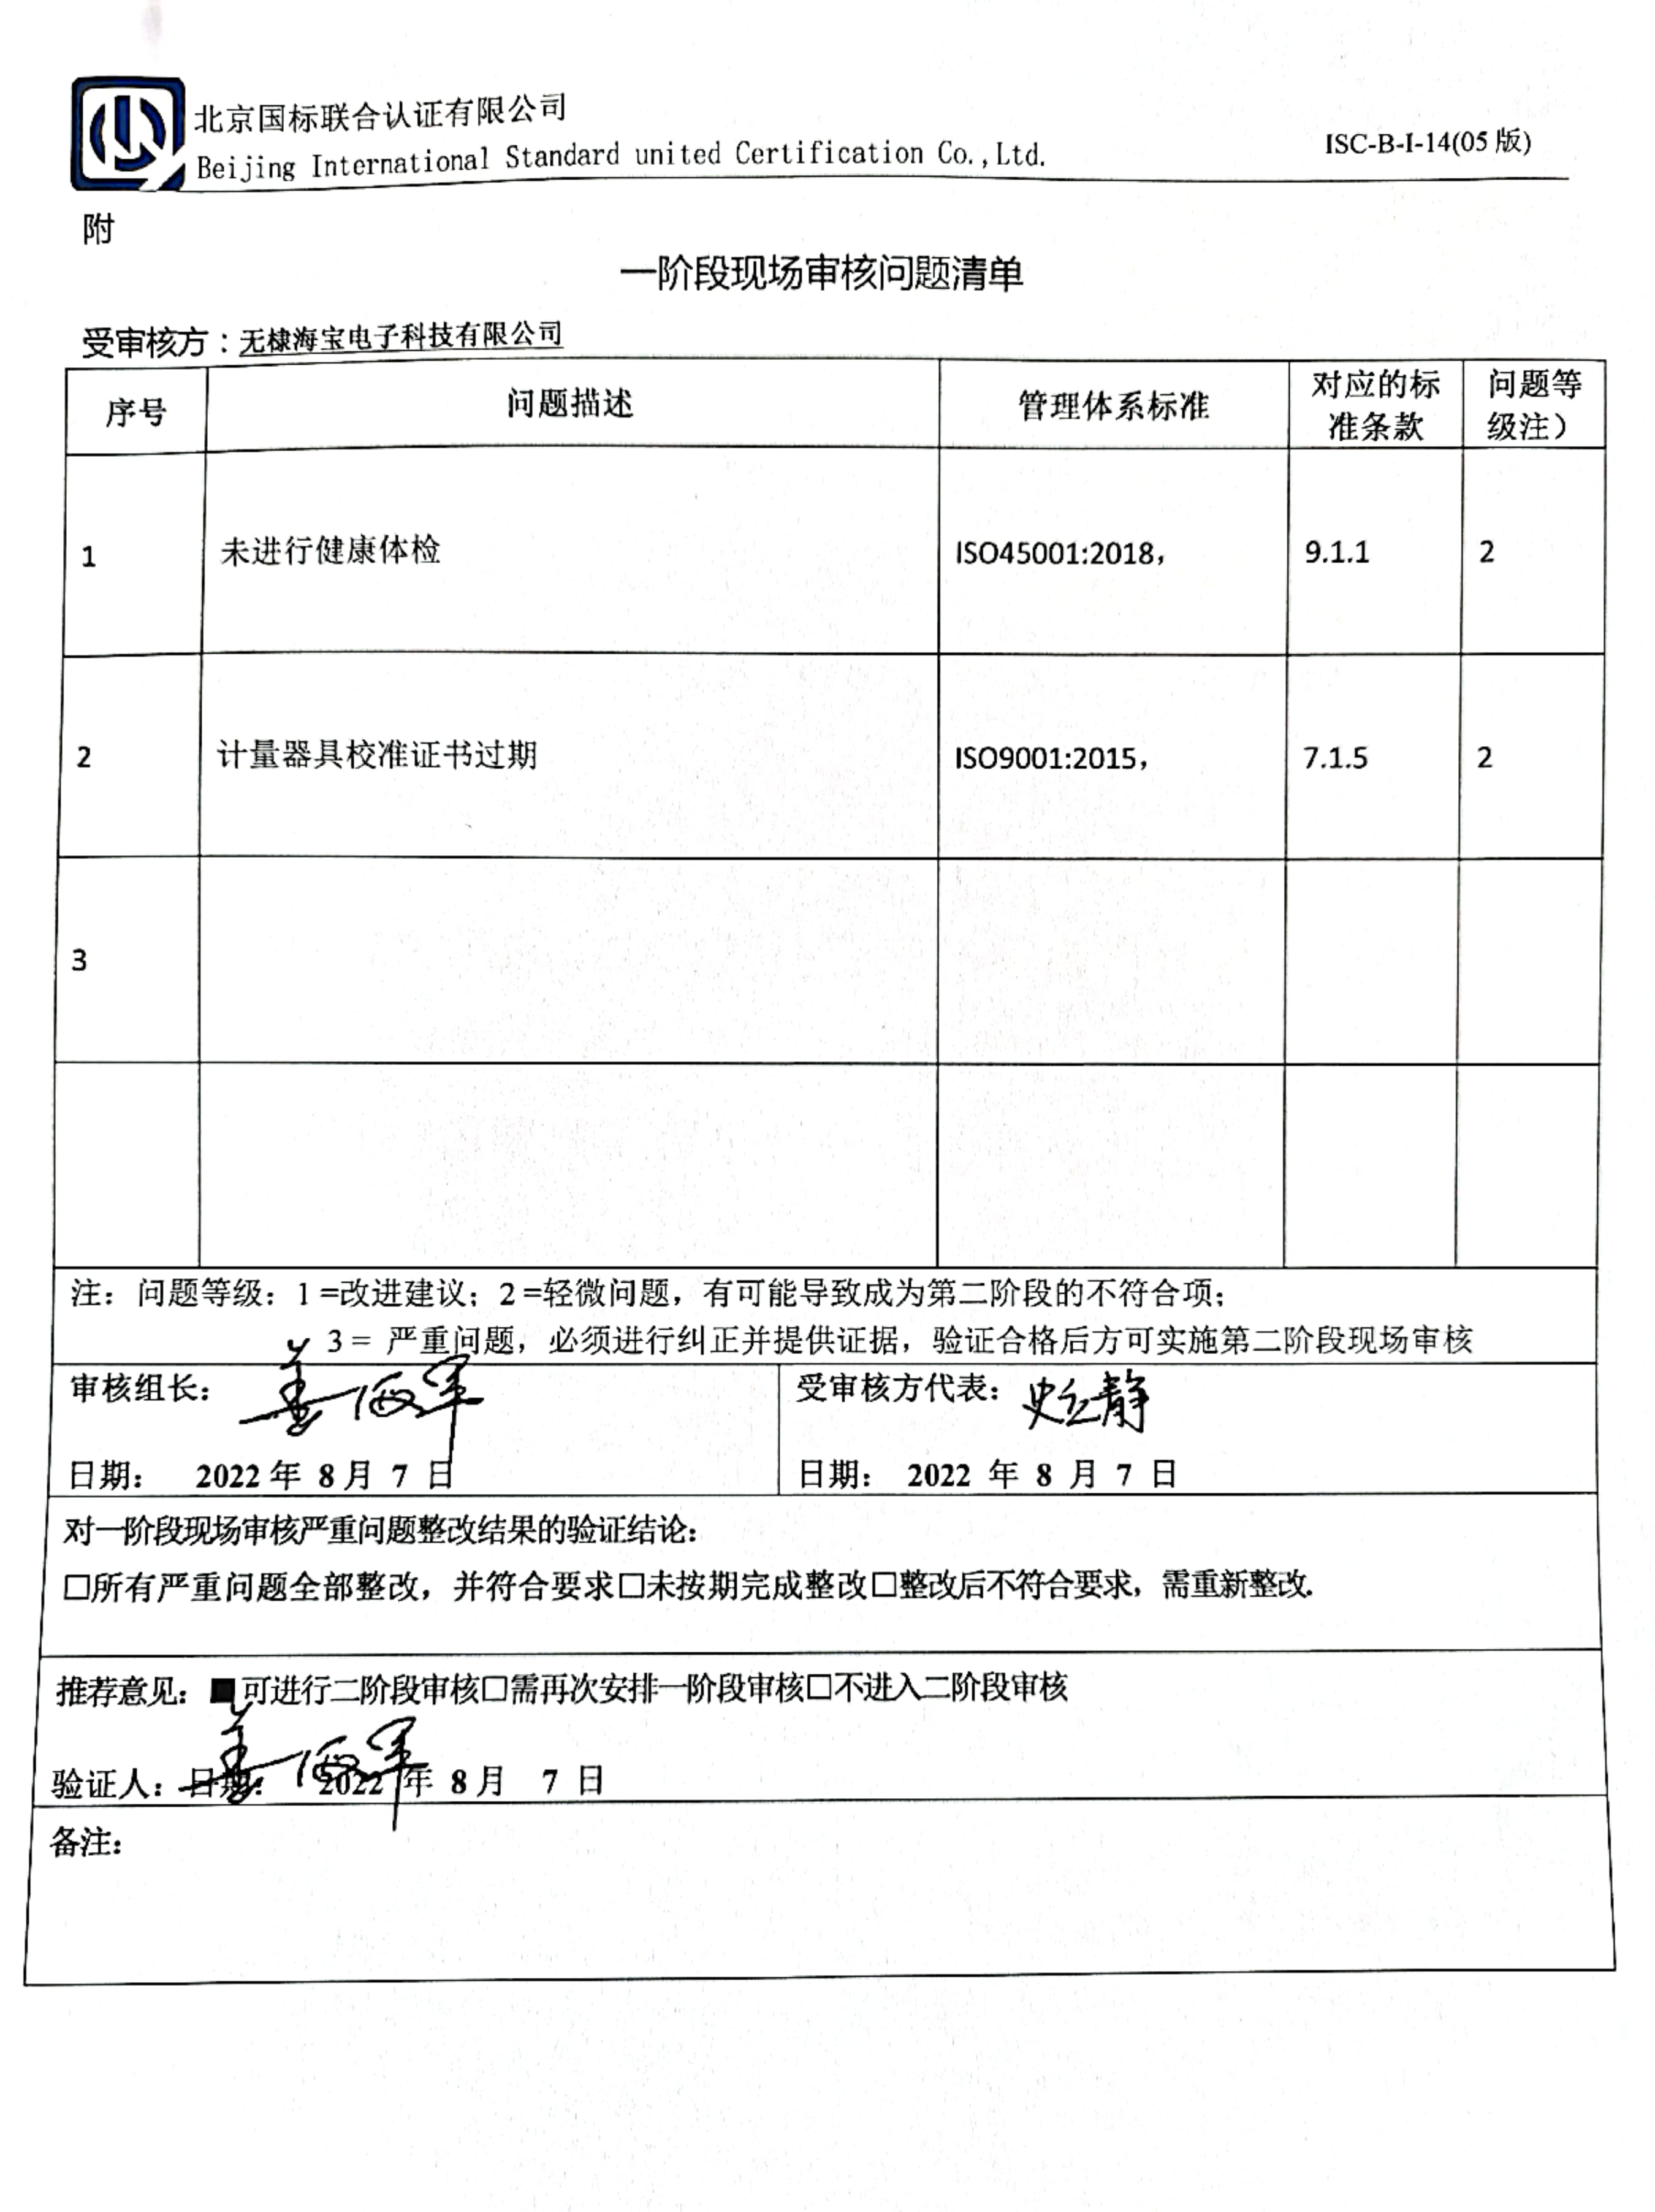 北京国标联合认证有限公司
Beijing International Standard united Certification Co.,Ltd.
ISC-B-I-14(05版)
附
一阶段现场审核问题清单
受审核方：无棣海宝电子科技有限公司
序号 问题描述 管理体系标准 对应的标准条款 问题等级注）
1 未进行健康体检 ISO45001:2018， 9.1.1 2
2 计量器具校准证书过期 ISO9001:2015， 7.1.5 2
3
注：问题等级：1 =改进建议；2 =轻微问题，有可能导致成为第二阶段的不符合项；
3 = 严重问题，必须进行纠正并提供证据，验证合格后方可实施第二阶段现场审核
审核组长： 受审核方代表：
日期： 2022 年 8 月 7 日 日期： 2022 年 8 月 7 日
对一阶段现场审核严重问题整改结果的验证结论：
□所有严重问题全部整改，并符合要求□未按期完成整改□整改后不符合要求，需重新整改.
推荐意见：■可进行二阶段审核□需再次安排一阶段审核□不进入二阶段审核
验证人： 日期： 2022 年 8 月 7 日
备注：